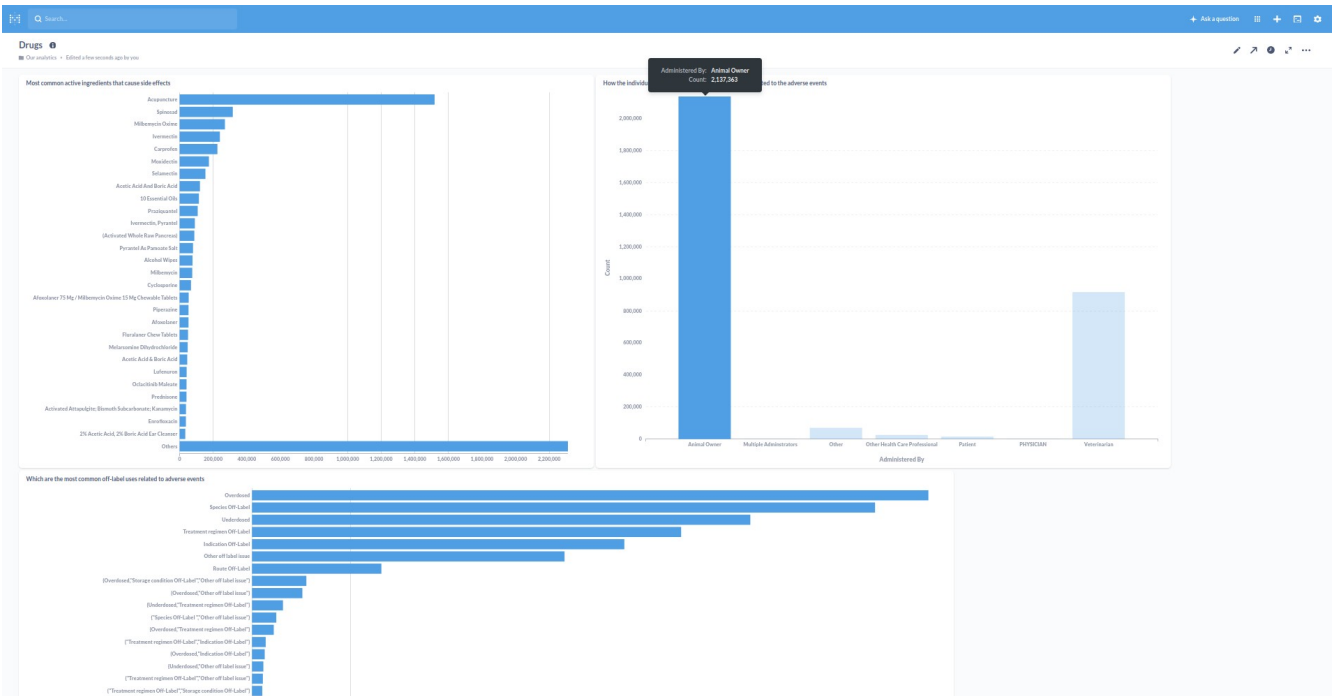 Search...
Ask a question
Drugs
Our analytics • Edited a few seconds ago by you
Most common active ingredients that cause side effects
Acupuncture
Spinosad
Milbemycin Oxime
Ivermectin
Carprofen
Moxidectin
Selamectin
Acetic Acid And Boric Acid
10 Essential Oils
Praziquantel
Ivermectin, Pyrantel
(Activated Whole Raw Pancreas)
Pyrantel As Pamoate Salt
Alcohol Wipes
Milbemycin
Cyclosporine
Afoxolaner 75 Mg / Milbemycin Oxime 15 Mg Chewable Tablets
Piperazine
Afoxolaner
Fluralaner Chew Tablets
Melarsomine Dihydrochloride
Acetic Acid & Boric Acid
Lufenuron
Oclacitinib Maleate
Prednisone
Activated Attapulgite; Bismuth Subcarbonate; Kanamycin
Enrofloxacin
2% Acetic Acid, 2% Boric Acid Ear Cleanser
Others
0 200,000 400,000 600,000 800,000 1,000,000 1,200,000 1,400,000 1,600,000 1,800,000 2,000,000 2,200,000
How the individu
ted to the adverse events
Administered By: Animal Owner
Count: 2,137,363
2,000,000
1,800,000
1,600,000
1,400,000
1,200,000
1,000,000
800,000
600,000
400,000
200,000
0
Count
Animal Owner Multiple Administrators Other Other Health Care Professional Patient PHYSICIAN Veterinarian
Administered By
Which are the most common off-label uses related to adverse events
Overdosed
Species Off-Label
Underdosed
Treatment regimen Off-Label
Indication Off-Label
Other off label issue
Route Off-Label
(Overdosed,"Storage condition Off-Label","Other off label issue")
(Overdosed,"Other off label issue")
(Underdosed,"Treatment regimen Off-Label")
("Species Off-Label","Other off label issue")
(Overdosed,"Treatment regimen Off-Label")
("Treatment regimen Off-Label","Indication Off-Label")
(Overdosed,"Indication Off-Label")
(Underdosed,"Other off label issue")
("Treatment regimen Off-Label","Other off label issue")
("Treatment regimen Off-Label","Storage condition Off-Label")